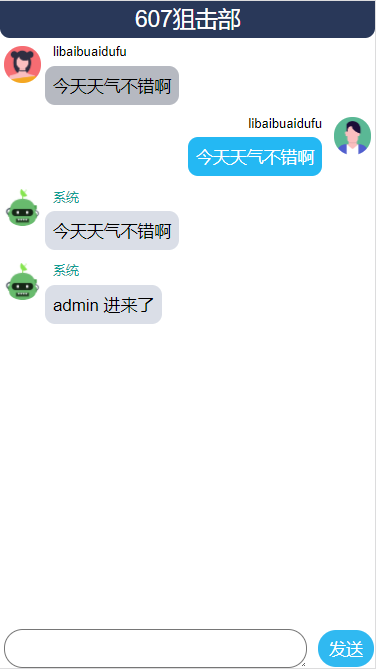 607狙击部
libaibuaidufu
今天天气不错啊
libaibuaidufu
今天天气不错啊
系统
今天天气不错啊
系统
admin 进来了
发送